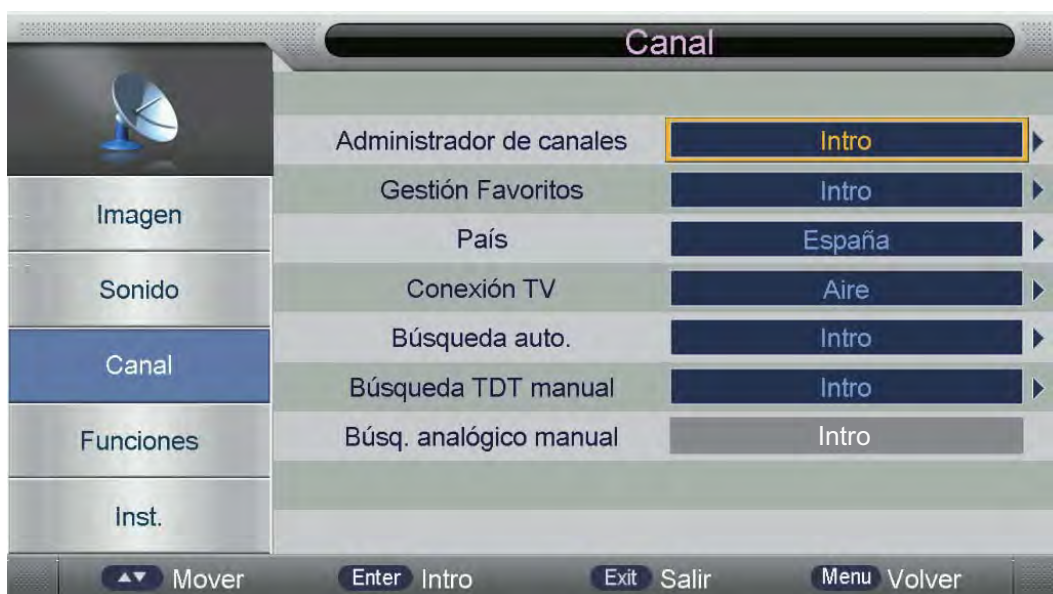 Canal
Imagen
Sonido
Canal
Funciones
Inst.
Administrador de canales Intro
Gestión Favoritos Intro
País España
Conexión TV Aire
Búsqueda auto. Intro
Búsqueda TDT manual Intro
Búsq. analógico manual Intro
Mover Enter Intro Exit Salir Menu Volver